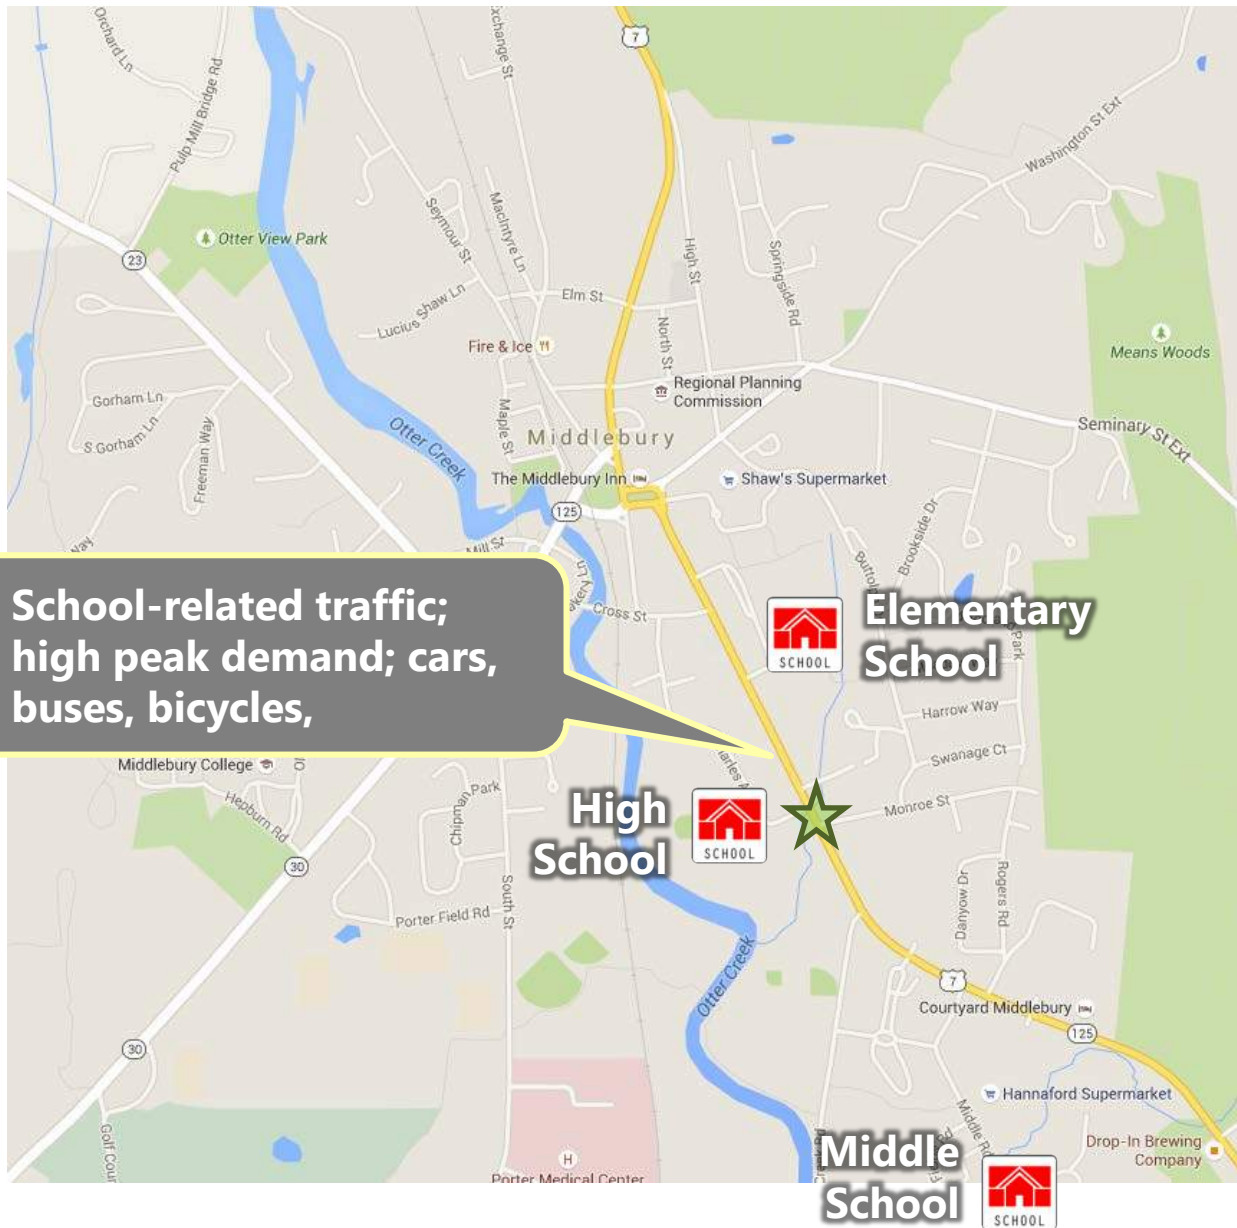 Orchard Ln
Exchange St
7
Pulp Mill Bridge Rd
Washington St Ext
Seymour St
MacIntyre Ln
High St
Springside Rd
Otter View Park
23
Elm St
Lucius Shaw Ln
North St
Fire & Ice
Means Woods
Regional Planning
Commission
Gorham Ln
S Gorham Ln
Freeman Way
Maple St
Otter Creek
Middlebury
Seminary St Ext
The Middlebury Inn
Shaw's Supermarket
125
Brookside Dr
Mill St
Cross St
School-related traffic;
high peak demand; cars,
buses, bicycles,
SCHOOL
Elementary
School
Park
Harrow Way
Swanage Ct
Middlebury College
Hepburn Rd
Chipman Park
Charles A
High
School
SCHOOL
Monroe St
30
South St
Porter Field Rd
Danyow Dr
Rogers Rd
Otter Creek
7
Courtyard Middlebury
125
30
Hannaford Supermarket
Golf Cour
Middle Rd
H
Porter Medical Center
Drop-In Brewing
Company
Middle
School
SCHOOL